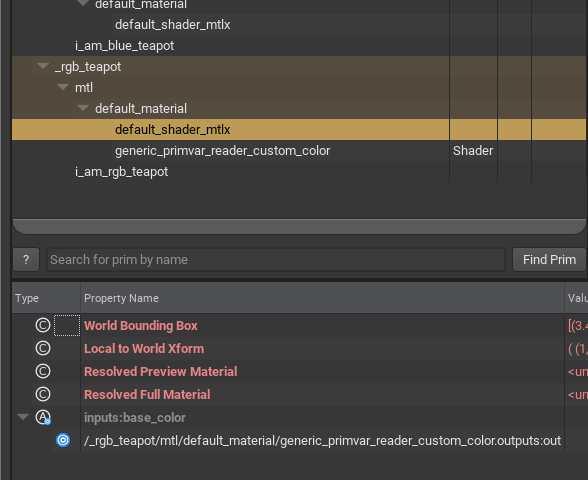 default_material
default_shader_mtlx
i_am_blue_teapot
_rgb_teapot
mtl
default_material
default_shader_mtlx
generic_primvar_reader_custom_color Shader
i_am_rgb_teapot
? Search for prim by name Find Prim
Type Property Name Valu
C World Bounding Box [(3.4
C Local to World Xform ( (1,
C Resolved Preview Material <un
C Resolved Full Material <un
A inputs:base_color
/_rgb_teapot/mtl/default_material/generic_primvar_reader_custom_color.outputs:out